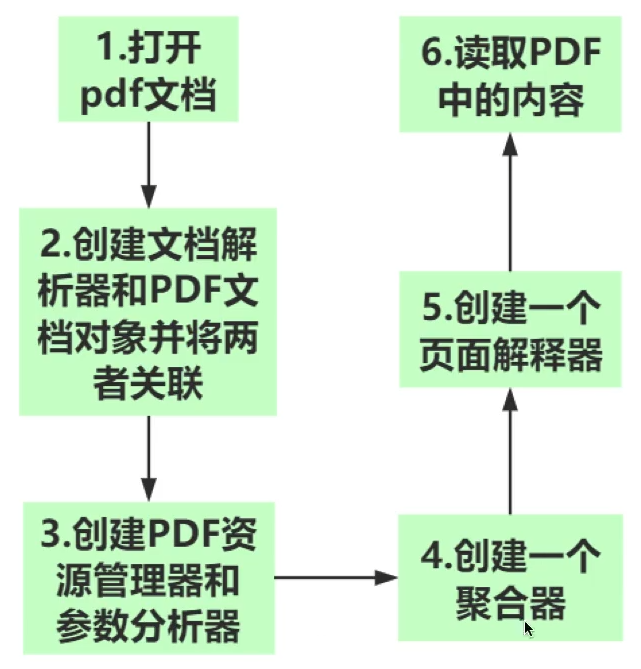 1.打开
pdf文档
2.创建文档解
析器和PDF文
档对象并将两
者关联
3.创建PDF资
源管理器和
参数分析器
4.创建一个
聚合器
5.创建一个
页面解释器
6.读取PDF
中的内容